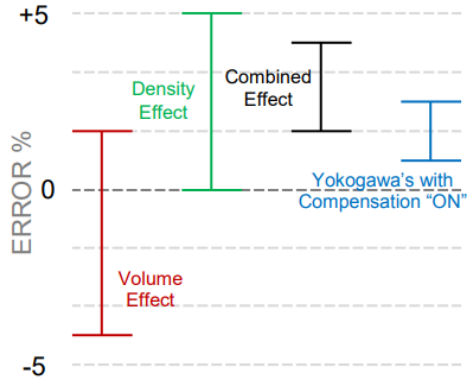 +5
Density
Effect
Combined
Effect
ERROR %
0
Yokogawa's with
Compensation “ON”
Volume
Effect
-5